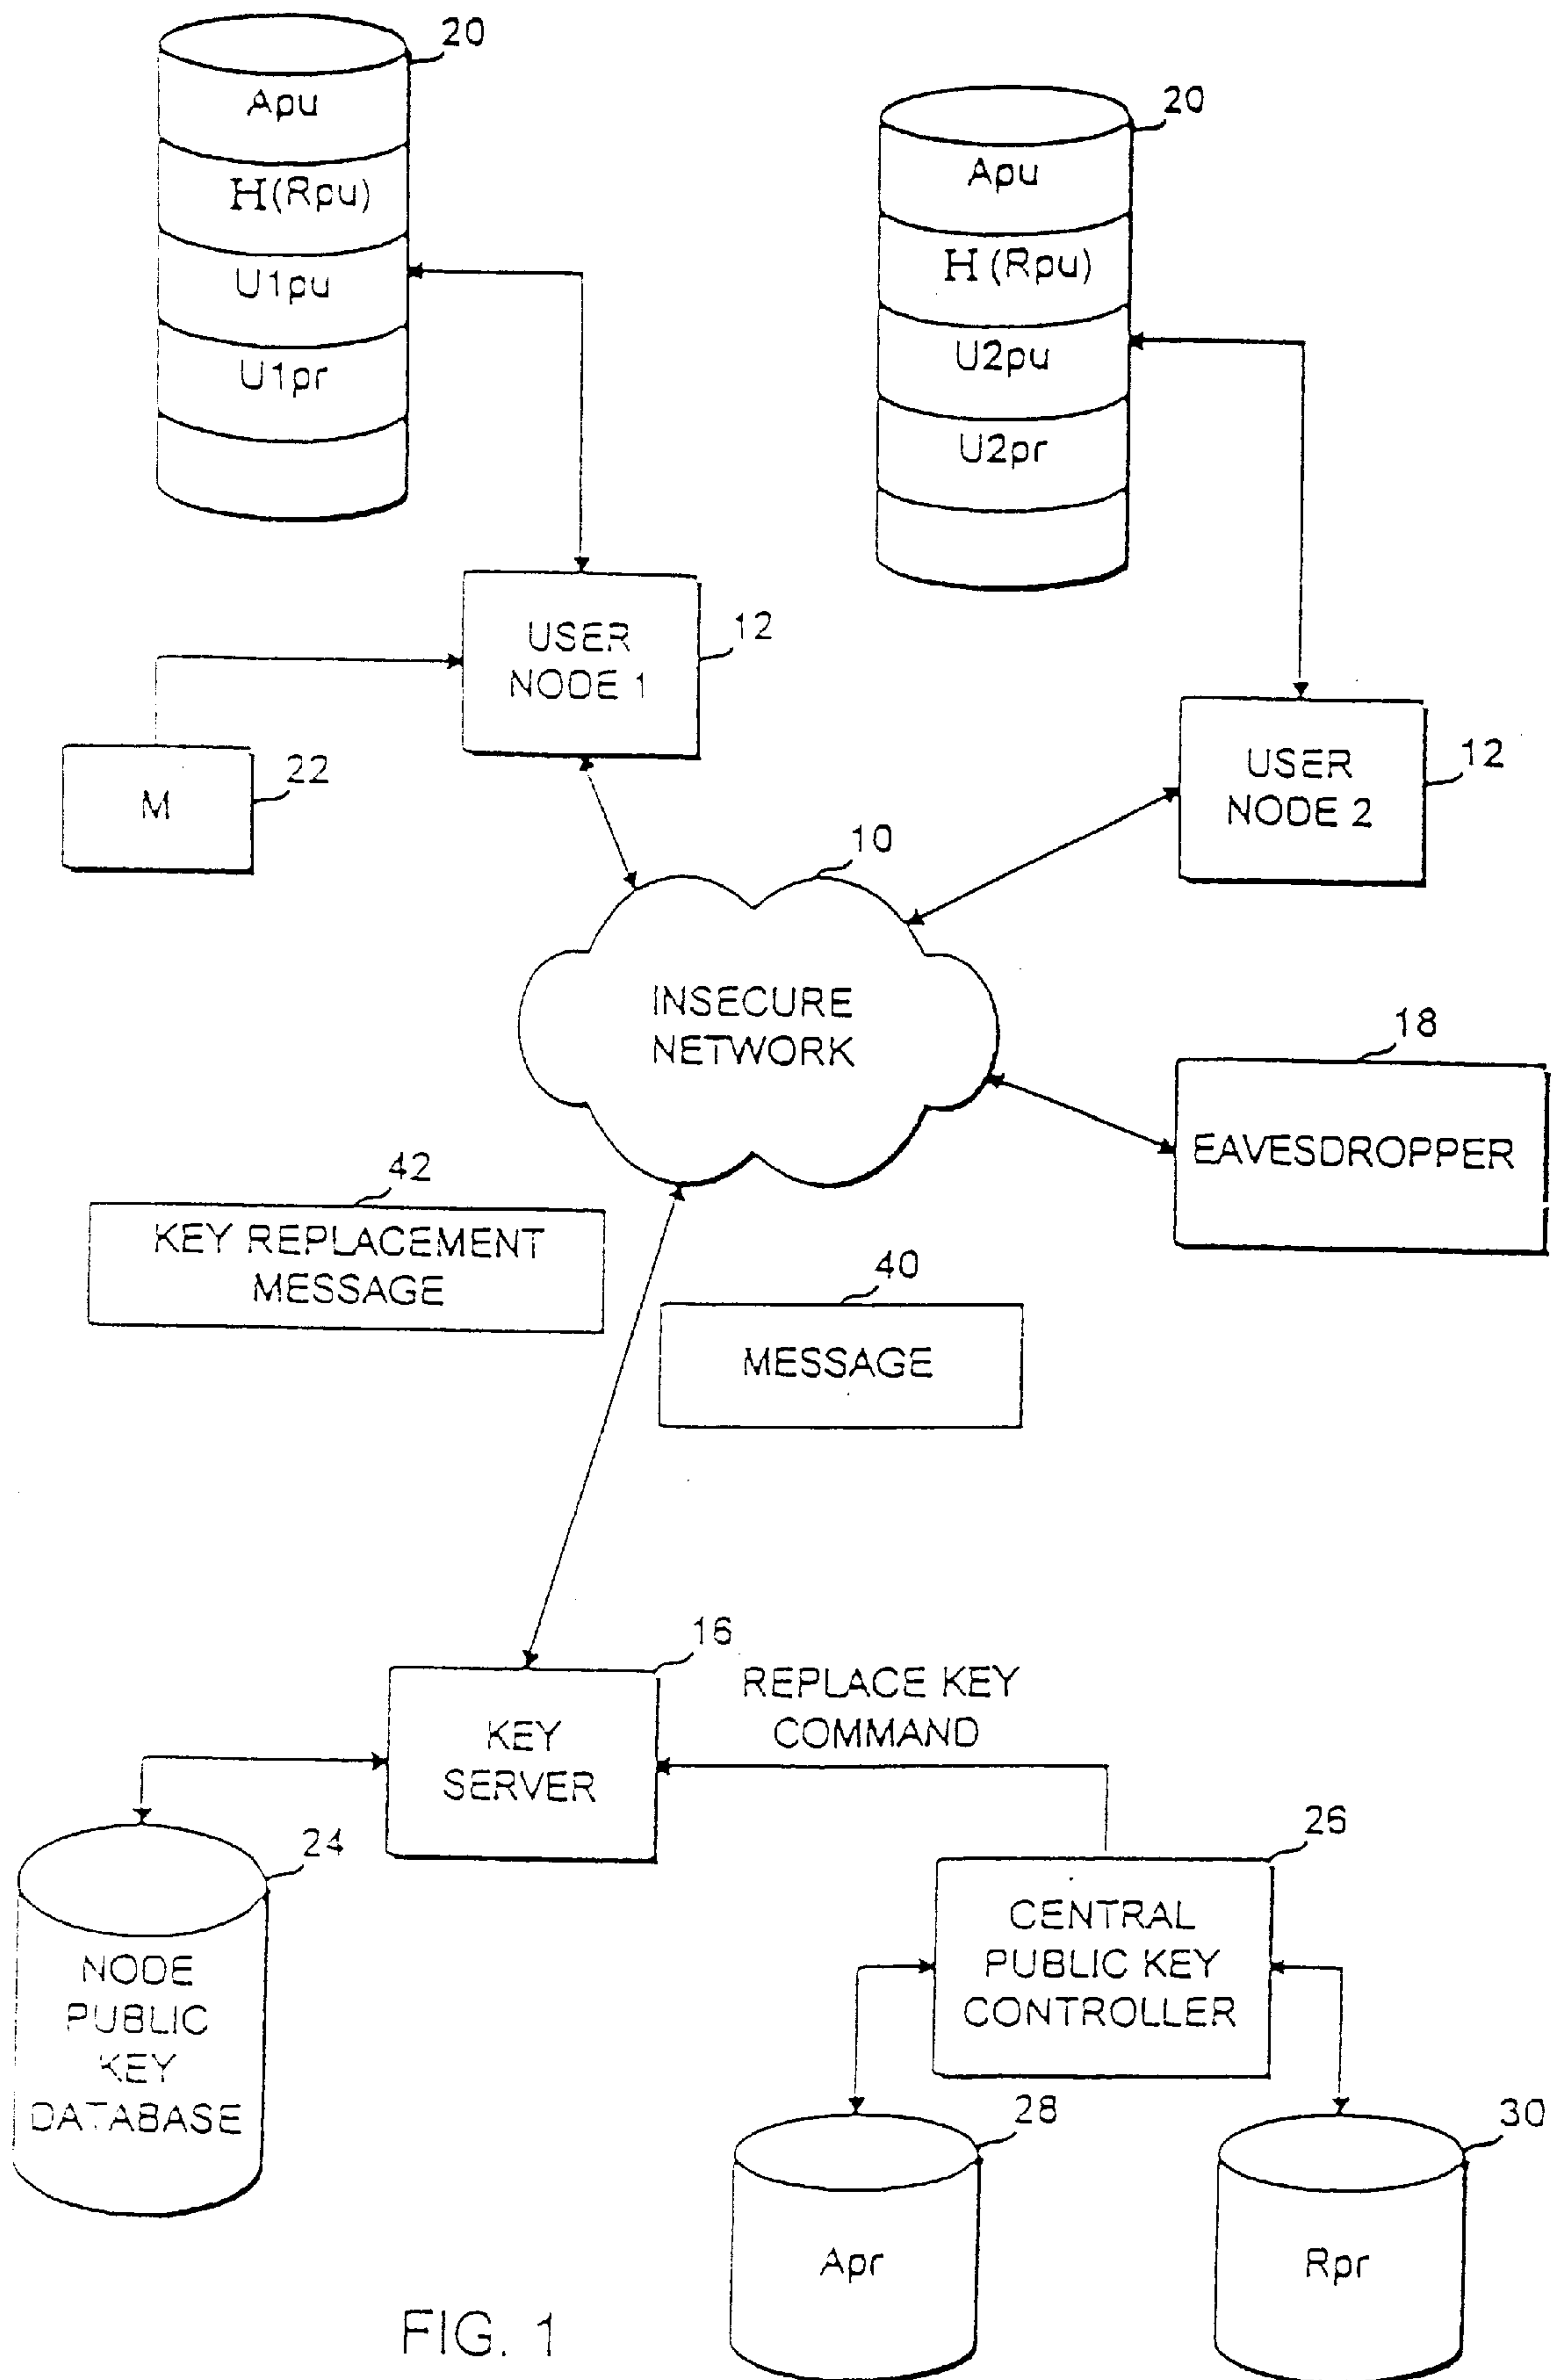 20
Apu
H(Rpu)
U1pu
U1pr
20
Apu
H (Rpu)
U2pu
U2pr
USER
NODE 1
12
M
22
USER
NODE 2
12
10
INSECURE
NETWORK
18
EAVESDROPPER
42
KEY REPLACEMENT
MESSAGE
40
MESSAGE
16
KEY
SERVER
REPLACE KEY
COMMAND
24
NODE
PUBLIC
KEY
DATABASE
26
CENTRAL
PUBLIC KEY
CONTROLLER
28
Apr
30
Rpr
FIG. 1